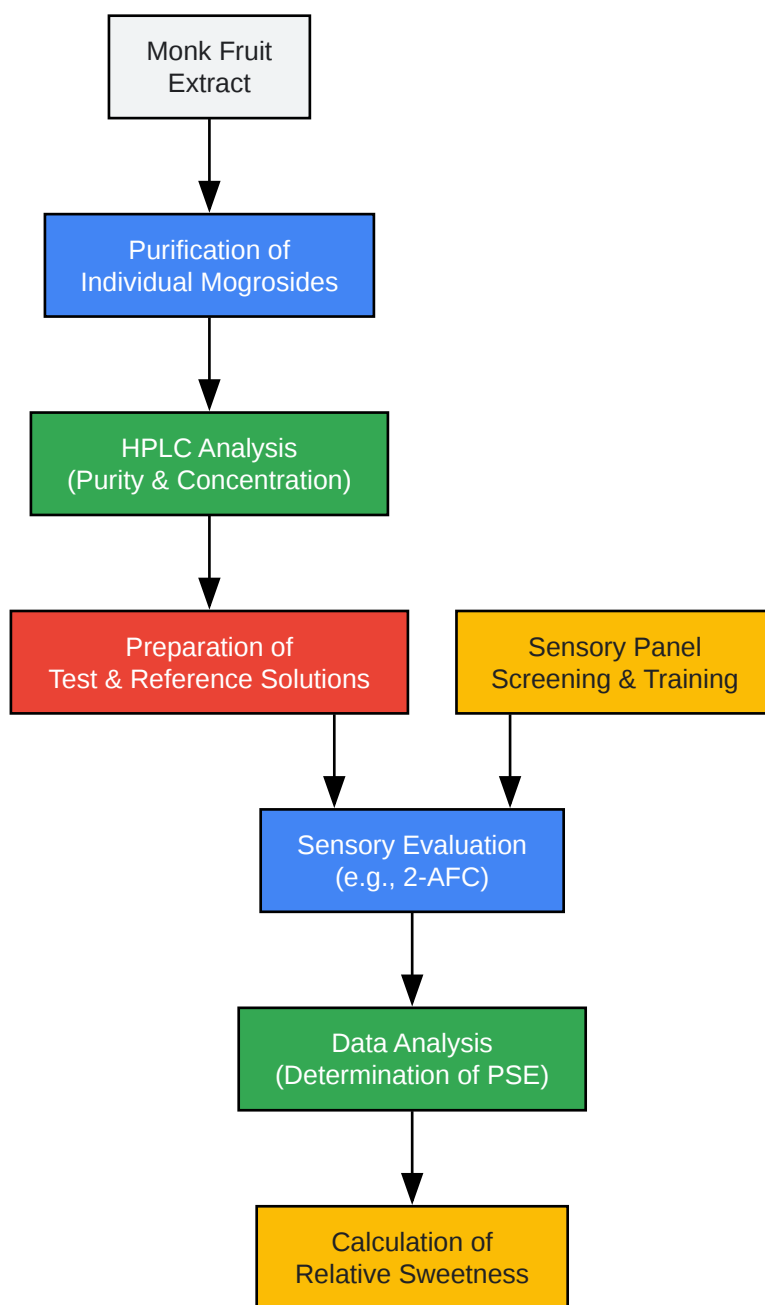 Monk Fruit
Extract
Purification of
Individual Mogrosides
HPLC Analysis
(Purity & Concentration)
Preparation of
Test & Reference Solutions
Sensory Panel
Screening & Training
Sensory Evaluation
(e.g., 2-AFC)
Data Analysis
(Determination of PSE)
Calculation of
Relative Sweetness